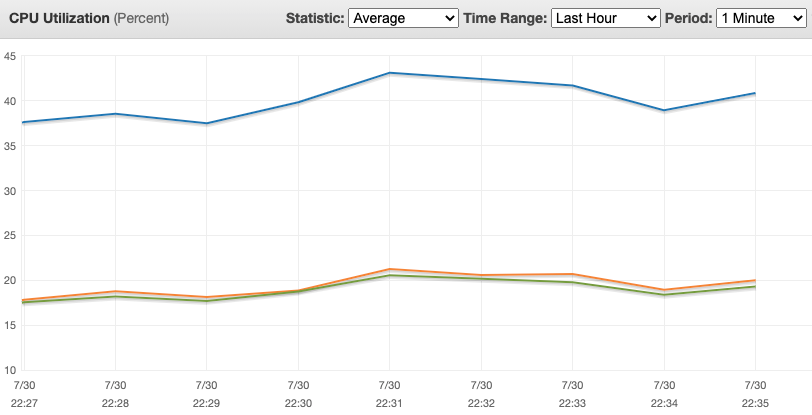 CPU Utilization (Percent) Statistic: Average Time Range: Last Hour Period: 1 Minute
45
40
35
30
25
20
15
10
7/30 7/30 7/30 7/30 7/30 7/30 7/30 7/30 7/30
22:27 22:28 22:29 22:30 22:31 22:32 22:33 22:34 22:35